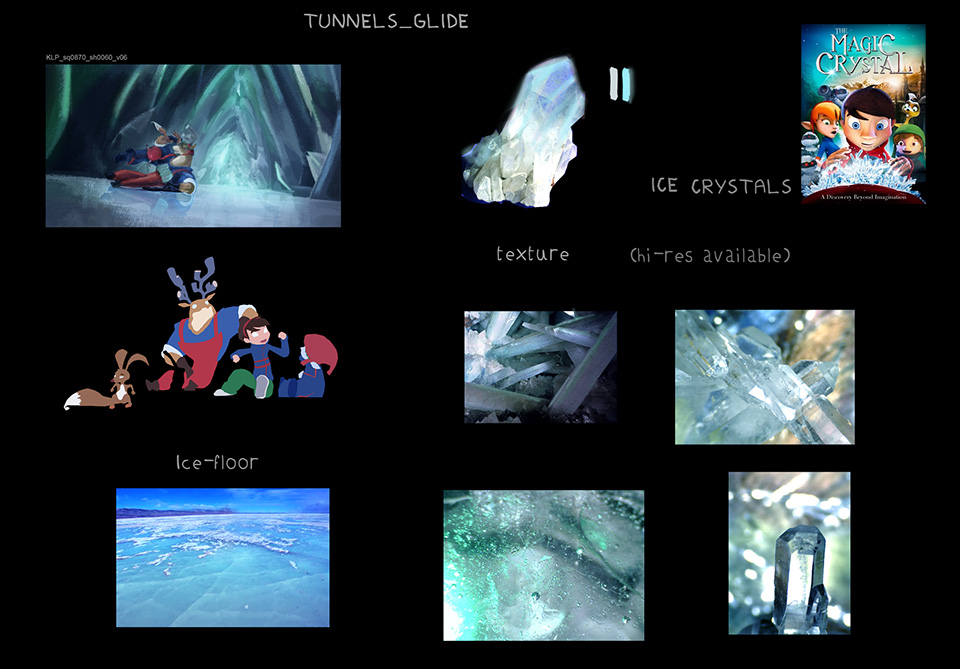 TUNNELS_GLIDE
KLP_sq0870_sh0060_v06
THE
MAGIC
CRYSTAL
A Discovery Beyond Imagination
ICE CRYSTALS
texture
(hi-res available)
Ice-floor